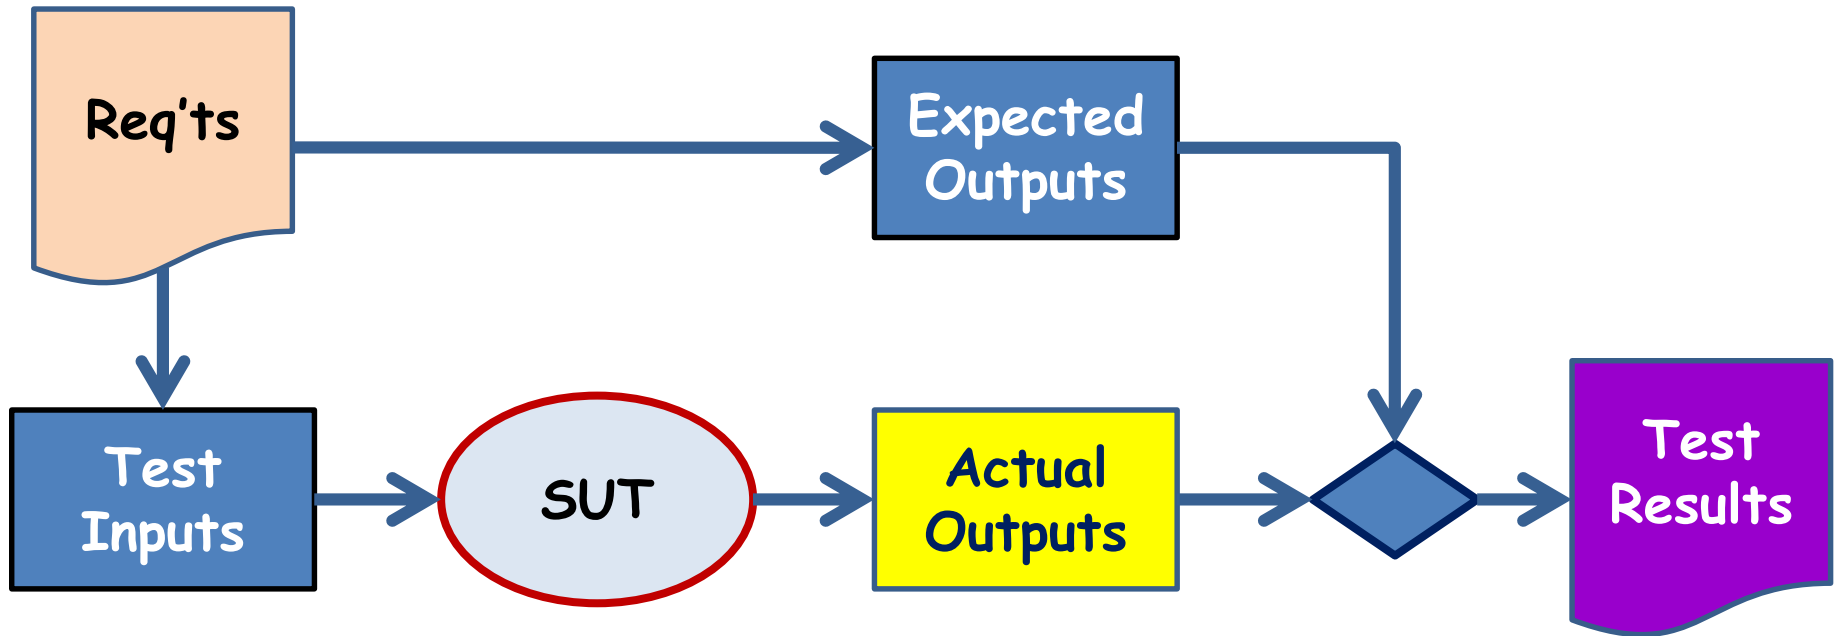 Req'ts
Expected
Outputs
Test
Inputs
SUT
Actual
Outputs
Test
Results